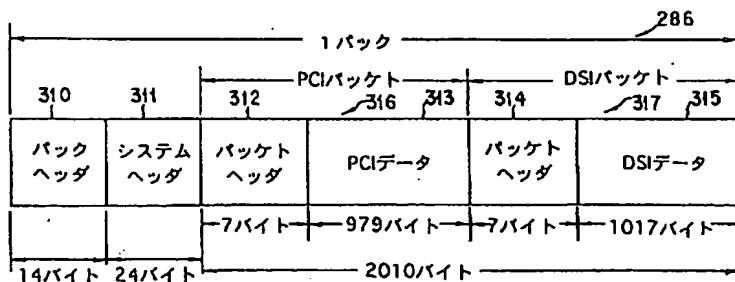 286
1パック
PCIパケット
DSIパケット
310
311
312
316
313
314
317
315
パック
ヘッダ
システム
ヘッダ
パッケト
ヘッダ
PCIデータ
パッケト
ヘッダ
DSIデータ
7バイト
979バイト
7バイト
1017バイト
14バイト
24バイト
2010バイト